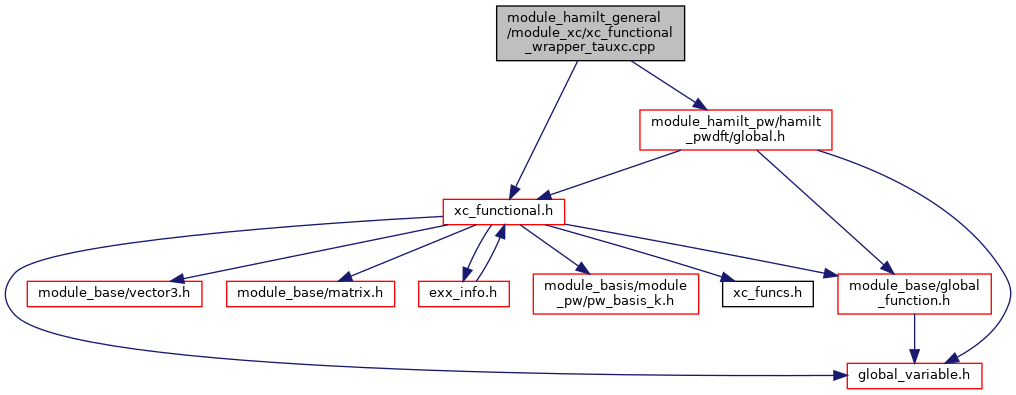 module_hamilt_general
/module_xc/xc_functional
_wrapper_tauxc.cpp
module_hamilt_pw/hamilt
_pwdft/global.h
xc_functional.h
module_base/vector3.h
module_base/matrix.h
exx_info.h
module_basis/module
_pw/pw_basis_k.h
xc_funcs.h
module_base/global
_function.h
global_variable.h